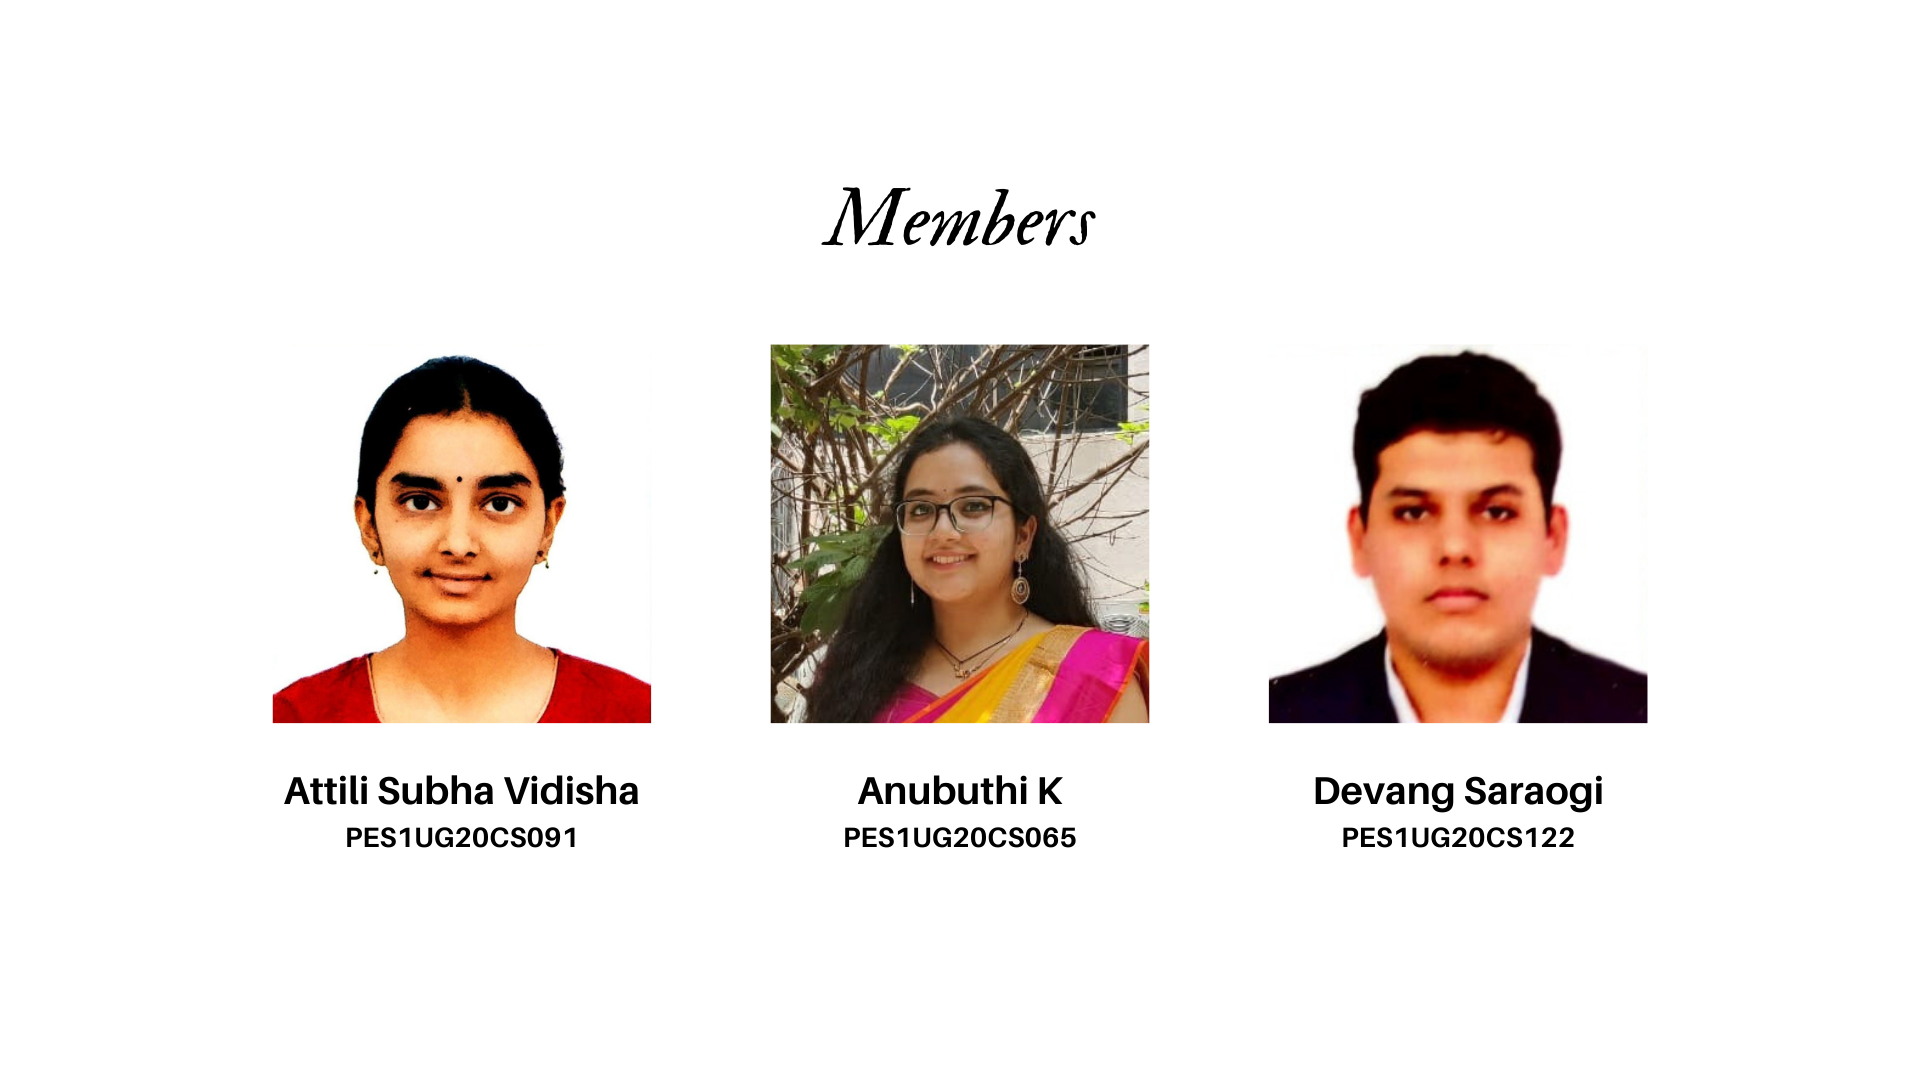 Members
Attili Subha Vidisha
PES1UG20CS091
Anubuthi K
PES1UG20CS065
Devang Saraogi
PES1UG20CS122